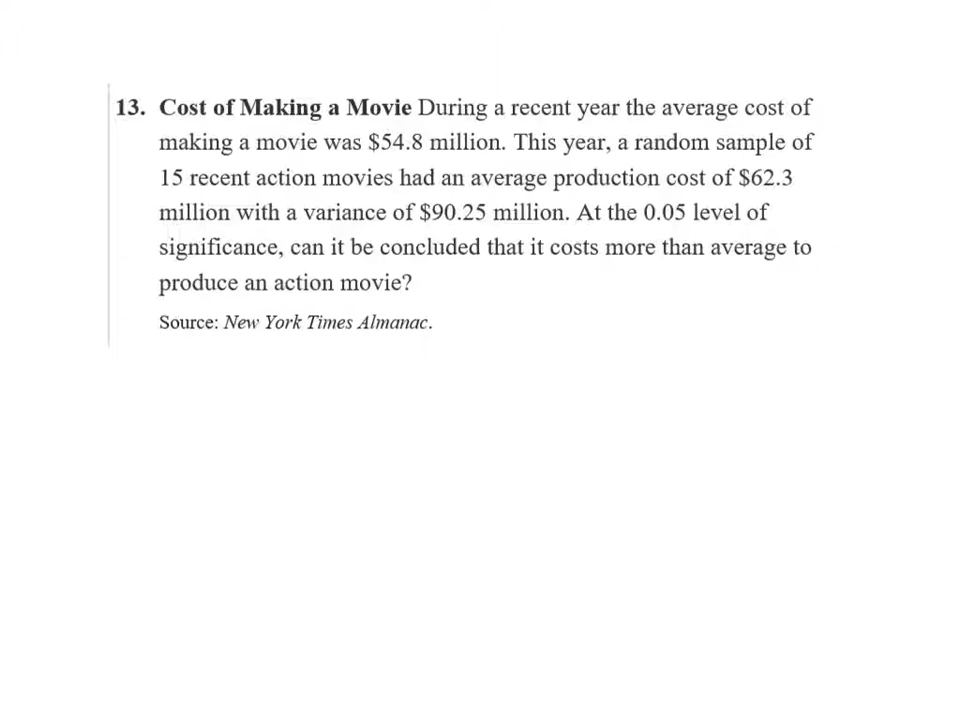 13. Cost of Making a Movie During a recent year the average cost of
making a movie was $54.8 million. This year, a random sample of
15 recent action movies had an average production cost of $62.3
million with a variance of $90.25 million. At the 0.05 level of
significance, can it be concluded that it costs more than average to
produce an action movie?
Source: New York Times Almanac.